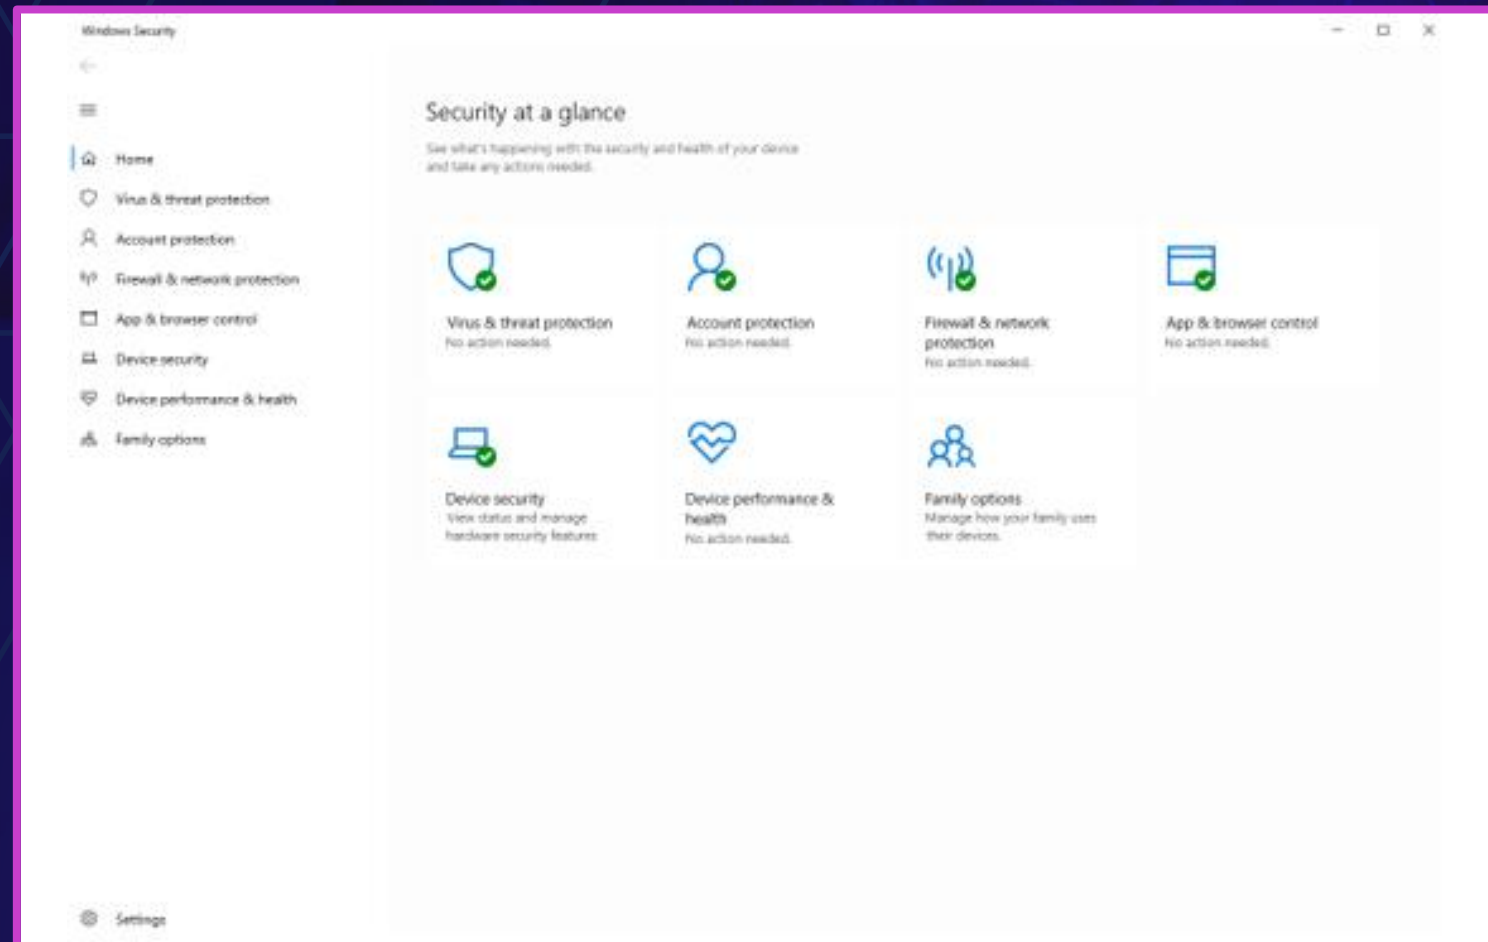 Windows Security
Home
Virus & threat protection
Account protection
Firewall & network protection
App & browser control
Device security
Device performance & health
Family options
Settings
Security at a glance
See what's happening with the security and health of your device
and take any actions needed.
Virus & threat protection
No action needed.
Account protection
No action needed.
Firewall & network
protection
No action needed.
App & browser control
No action needed.
Device security
View status and manage
hardware security features
Device performance &
health
No action needed.
Family options
Manage how your family uses
their devices.